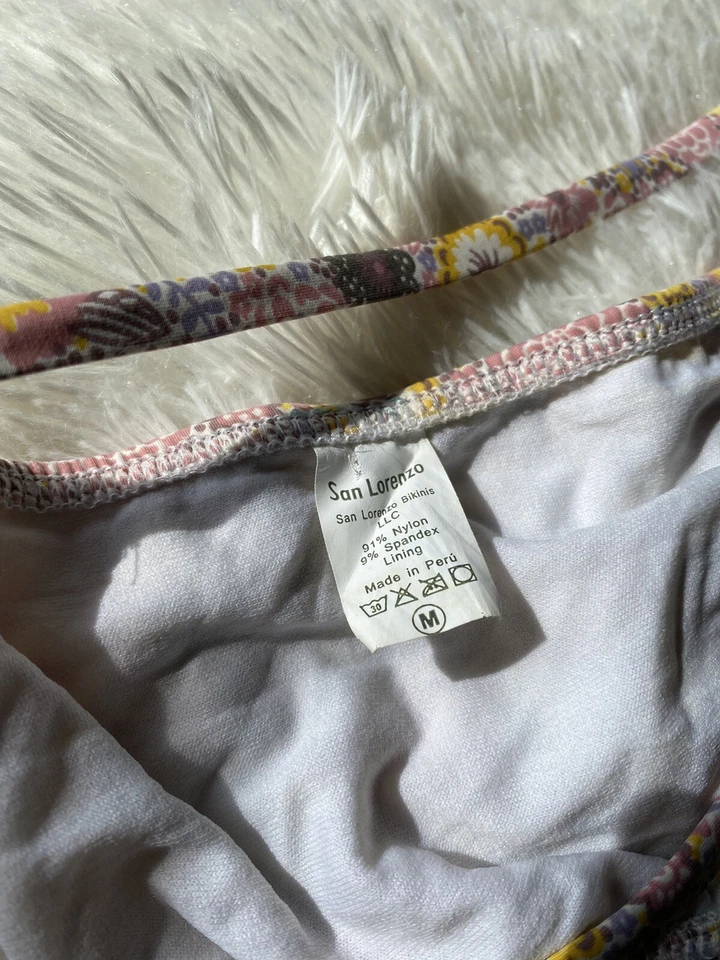 San Lorenzo
San Lorenzo Bikinis
LLC
91% Nylon
9% Spandex
Lining
Made in Perú
30
M